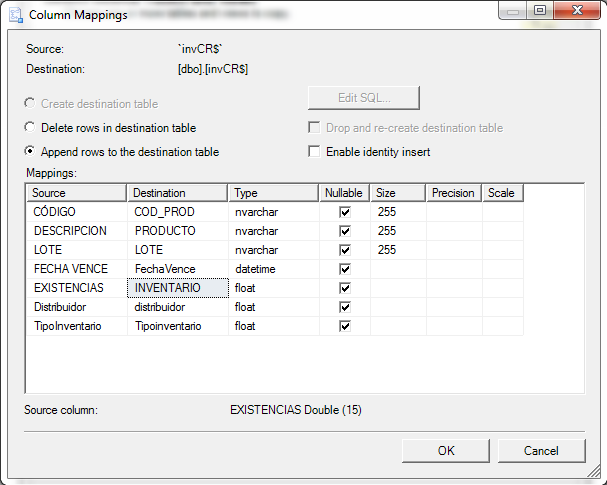 Column Mappings
Source: `invCR$`
Destination: [dbo].[invCR$]
Create destination table
Edit SQL...
Delete rows in destination table
Drop and re-create destination table
Append rows to the destination table
Enable identity insert
Mappings:
Source Destination Type Nullable Size Precision Scale
CÓDIGO COD_PROD nvarchar 255
DESCRIPCION PRODUCTO nvarchar 255
LOTE LOTE nvarchar 255
FECHA VENCE FechaVence datetime
EXISTENCIAS INVENTARIO float
Distribuidor distribuidor float
TipoInventario Tipoinventario float
Source column: EXISTENCIAS Double (15)
OK Cancel